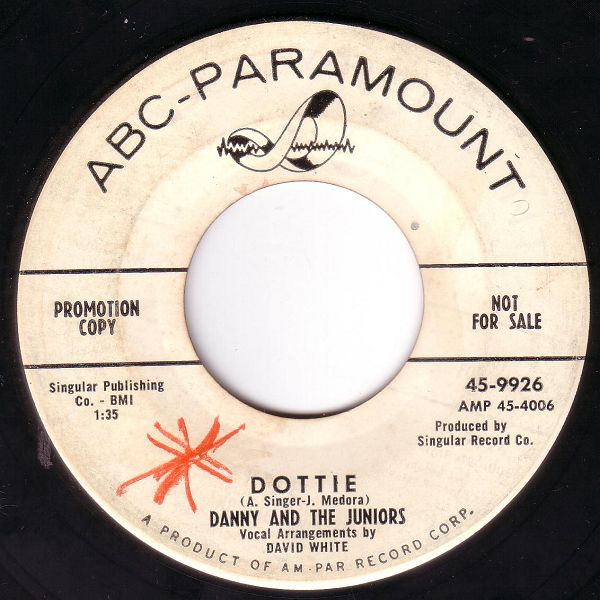 ABC-PARAMOUNT
PROMOTION
COPY
NOT
FOR SALE
Singular Publishing
Co. - BMI
1:35
45-9926
AMP 45-4006
Produced by
Singular Record Co.
DOTTIE
(A. Singer-J. Medora)
DANNY AND THE JUNIORS
Vocal Arrangements by
DAVID WHITE
A PRODUCT OF AM-PAR RECORD CORP.